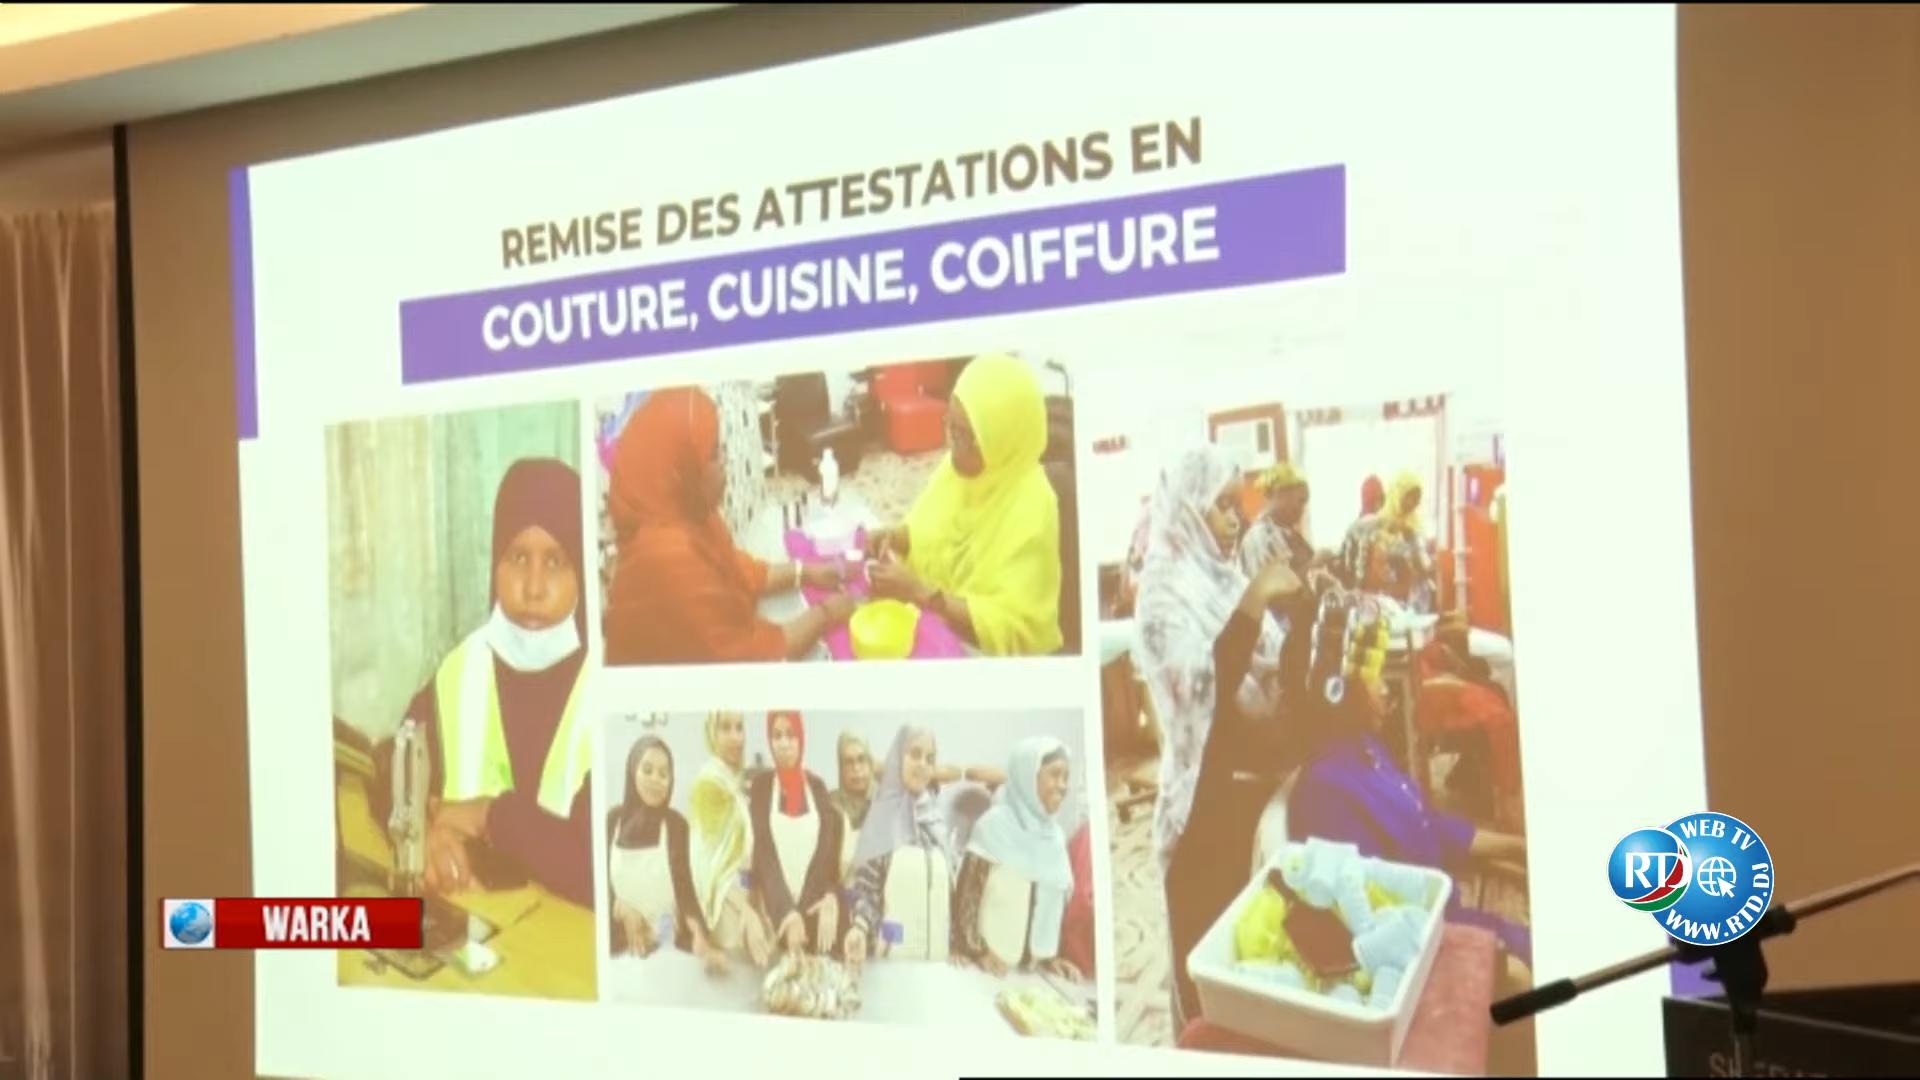 REMISE DES ATTESTATIONS EN
COUTURE, CUISINE, COIFFURE
WARKA
WEB TV
RTD
WWW.RTD.DJ